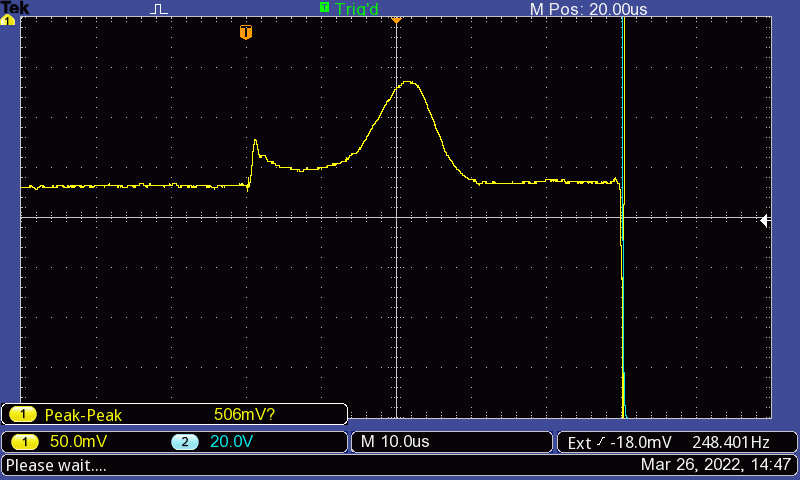 Tek T Trig'd M Pos: 20.00us
1
T
1 Peak-Peak 506mV?
1 50.0mV 2 20.0V M 10.0us Ext -18.0mV 248.401Hz
Please wait.... Mar 26, 2022, 14:47